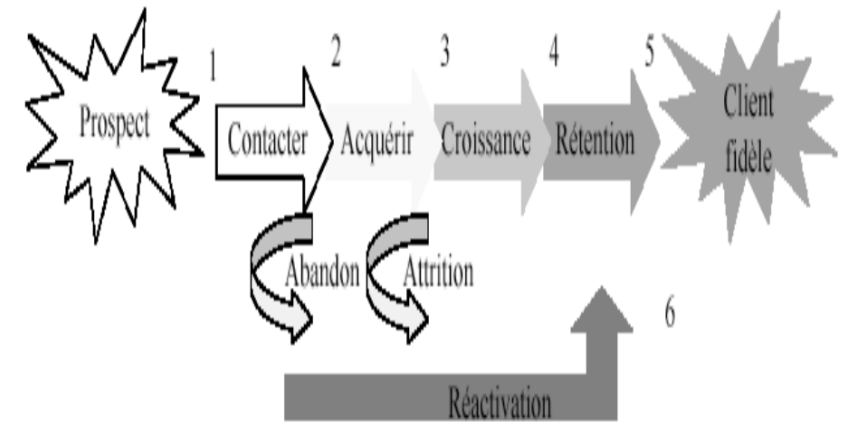 1
2
3
4
5
Prospect
Contacter
Acquérir
Croissance
Rétention
Client
fidèle
Abandon
Attrition
6
Réactivation